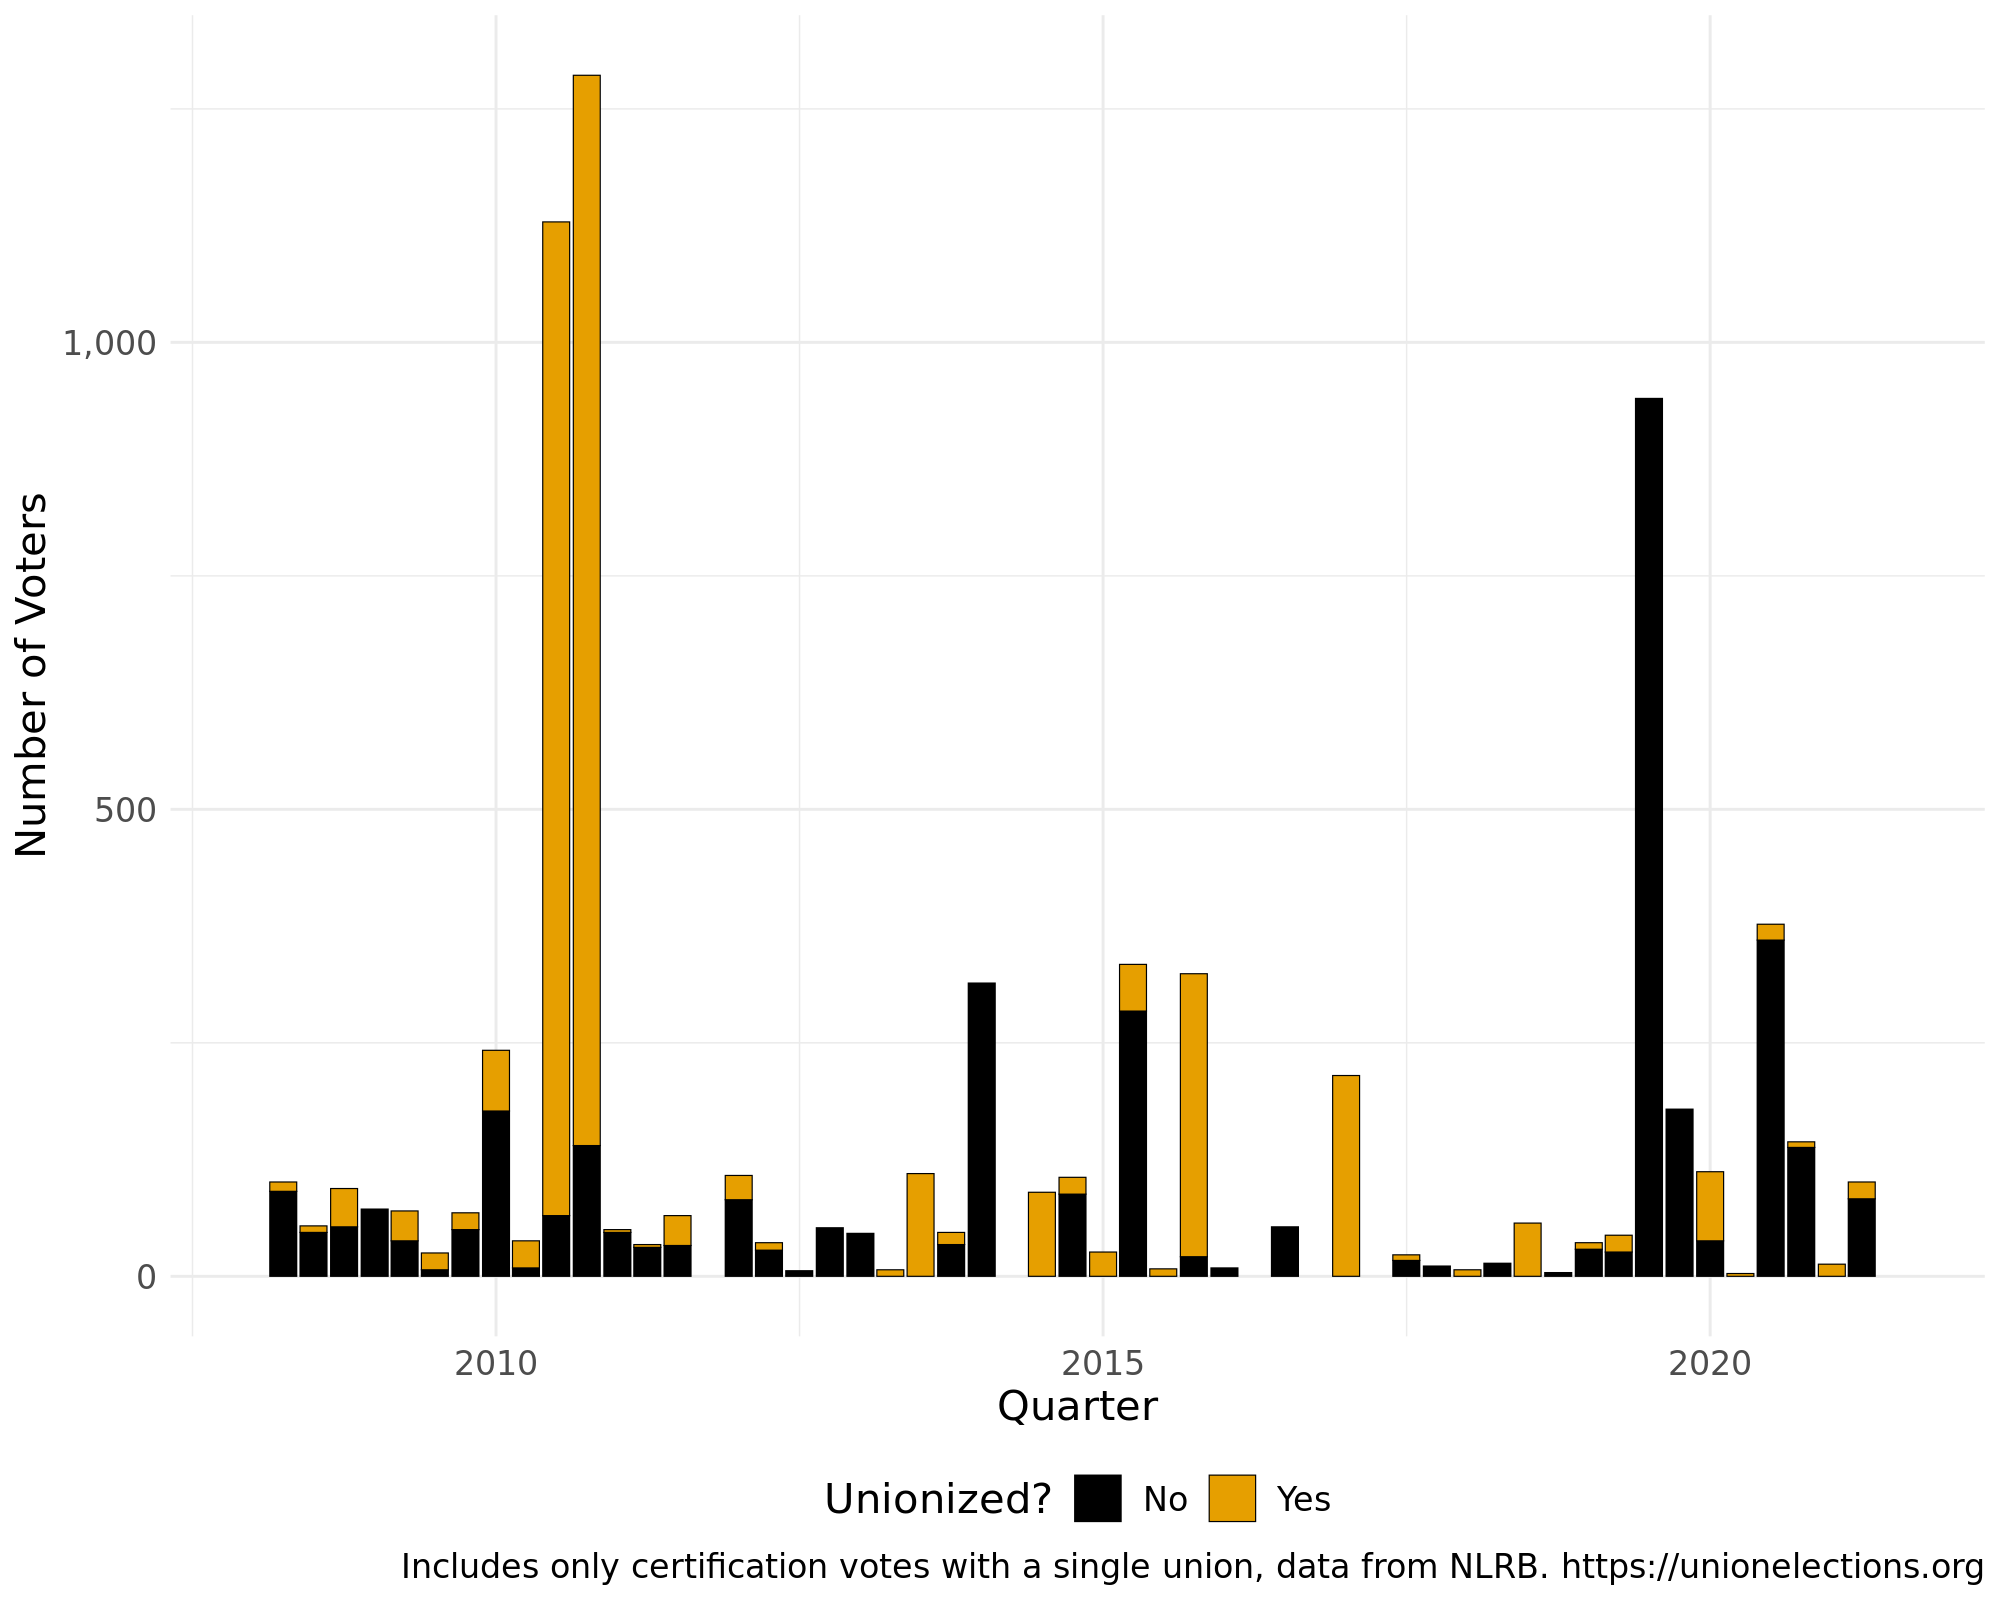 Number of Voters
1,000
500
0
2010 2015 2020
Quarter
Unionized? No Yes
Includes only certification votes with a single union, data from NLRB. https://unionelections.org